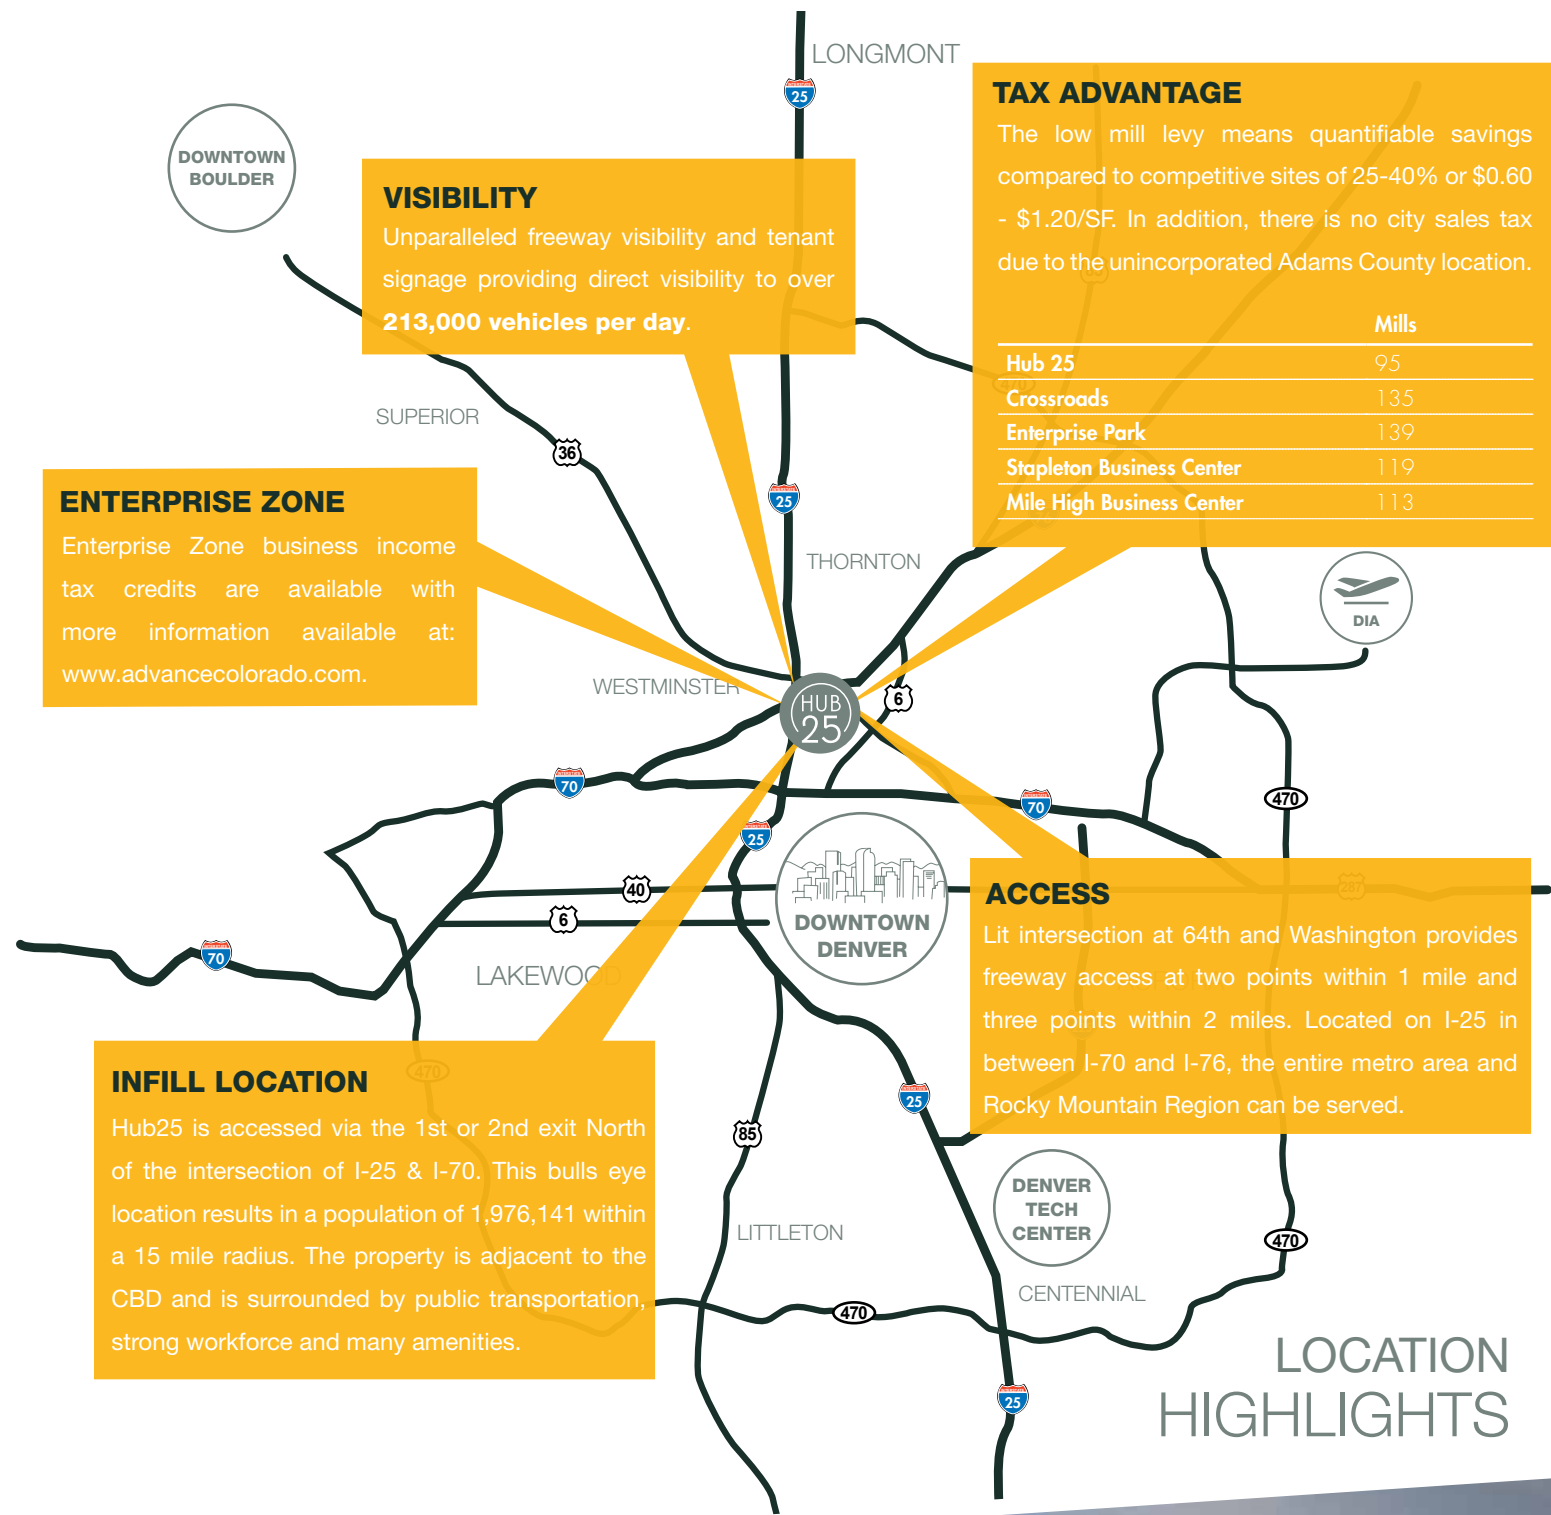 LONGMONT
25
DOWNTOWN
BOULDER
TAX ADVANTAGE
The low mill levy means quantifiable savings
compared to competitive sites of 25-40% or $0.60
- $1.20/SF. In addition, there is no city sales tax
due to the unincorporated Adams County location.
Mills
Hub 25 95
Crossroads 135
Enterprise Park 139
Stapleton Business Center 119
Mile High Business Center 113
VISIBILITY
Unparalleled freeway visibility and tenant
signage providing direct visibility to over
213,000 vehicles per day.
470
SUPERIOR
36
25
ENTERPRISE ZONE
Enterprise Zone business income
tax credits are available with
more information available at:
www.advancecolorado.com.
THORNTON
DIA
WESTMINSTER
HUB
25
6
70
70
470
25
40
6
DOWNTOWN
DENVER
287
70
LAKEWOOD
ACCESS
Lit intersection at 64th and Washington provides
freeway access at two points within 1 mile and
three points within 2 miles. Located on I-25 in
between I-70 and I-76, the entire metro area and
Rocky Mountain Region can be served.
470
INFILL LOCATION
Hub25 is accessed via the 1st or 2nd exit North
of the intersection of I-25 & I-70. This bulls eye
location results in a population of 1,976,141 within
a 15 mile radius. The property is adjacent to the
CBD and is surrounded by public transportation,
strong workforce and many amenities.
25
85
DENVER
TECH
CENTER
LITTLETON
470
CENTENNIAL
470
25
LOCATION
HIGHLIGHTS